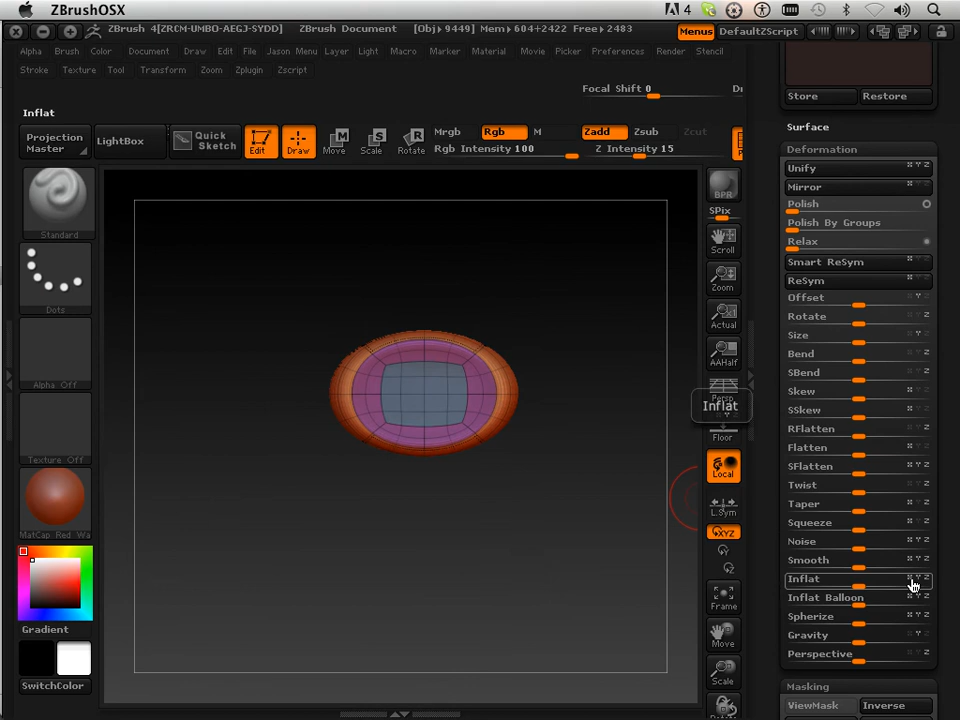 ZBrushOSX
4
ZBrush 4[ZRCM-UMBO-AEGJ-SYDD] ZBrush Document [Obj▸9449] Mem▸604+2422 Free▸2483 Menus DefaultZScript
Alpha Brush Color Document Draw Edit File Jason Menu Layer Light Macro Marker Material Movie Picker Preferences Render Stencil
Stroke Texture Tool Transform Zoom Zplugin Zscript
Focal Shift 0 Dr
Inflat
Projection Master
LightBox
Quick Sketch
Edit Draw Move Scale Rotate
Mrgb Rgb M Zadd Zsub Zcut
Rgb Intensity 100 Z Intensity 15
Standard
Dots
Alpha Off
Texture Off
MatCap Red Wa
Gradient
SwitchColor
BPR
SPix
Scroll
Zoom
Actual
AAHalf
Persp
Inflat
Floor
Local
L.Sym
XYZ
Frame
Move
Scale
Store Restore
Surface
Deformation
Unify
Mirror
Polish
Polish By Groups
Relax
Smart ReSym
ReSym
Offset
Rotate
Size
Bend
SBend
Skew
SSkew
RFlatten
Flatten
SFlatten
Twist
Taper
Squeeze
Noise
Smooth
Inflat
Inflat Balloon
Spherize
Gravity
Perspective
Masking
ViewMask Inverse